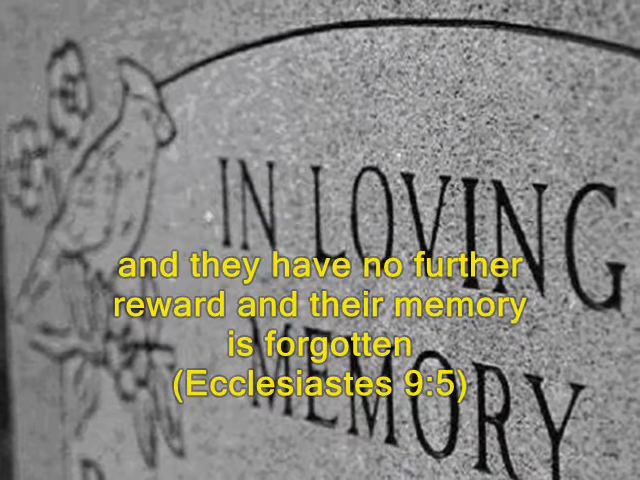 IN LOVING
MEMORY
and they have no further
reward and their memory
is forgotten
(Ecclesiastes 9:5)